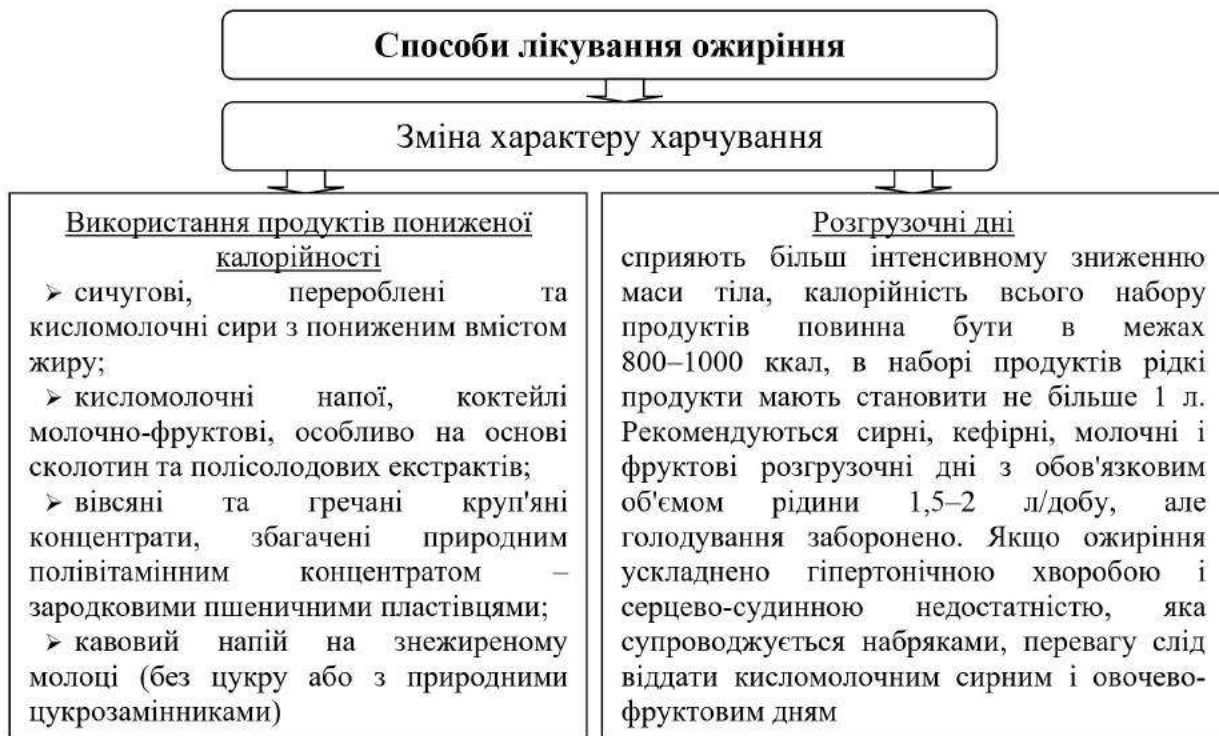 Способи лікування ожиріння
Зміна характеру харчування
Використання продуктів пониженої
калорійності
➢ сичугові, перероблені та
кисломолочні сири з пониженим вмістом
жиру;
➢ кисломолочні напої, коктейлі
молочно-фруктові, особливо на основі
сколотин та полісолодових екстрактів;
➢ вівсяні та гречані круп'яні
концентрати, збагачені природним
полівітамінним концентратом –
зародковими пшеничними пластівцями;
➢ кавовий напій на знежиреному
молоці (без цукру або з природними
цукрозамінниками)
Розгрузочні дні
сприяють більш інтенсивному зниженню
маси тіла, калорійність всього набору
продуктів повинна бути в межах
800–1000 ккал, в наборі продуктів рідкі
продукти мають становити не більше 1 л.
Рекомендуються сирні, кефірні, молочні і
фруктові розгрузочні дні з обов'язковим
об'ємом рідини 1,5–2 л/добу, але
голодування заборонено. Якщо ожиріння
ускладнено гіпертонічною хворобою і
серцево-судинною недостатністю, яка
супроводжується набряками, перевагу слід
віддати кисломолочним сирним і овочево-
фруктовим дням